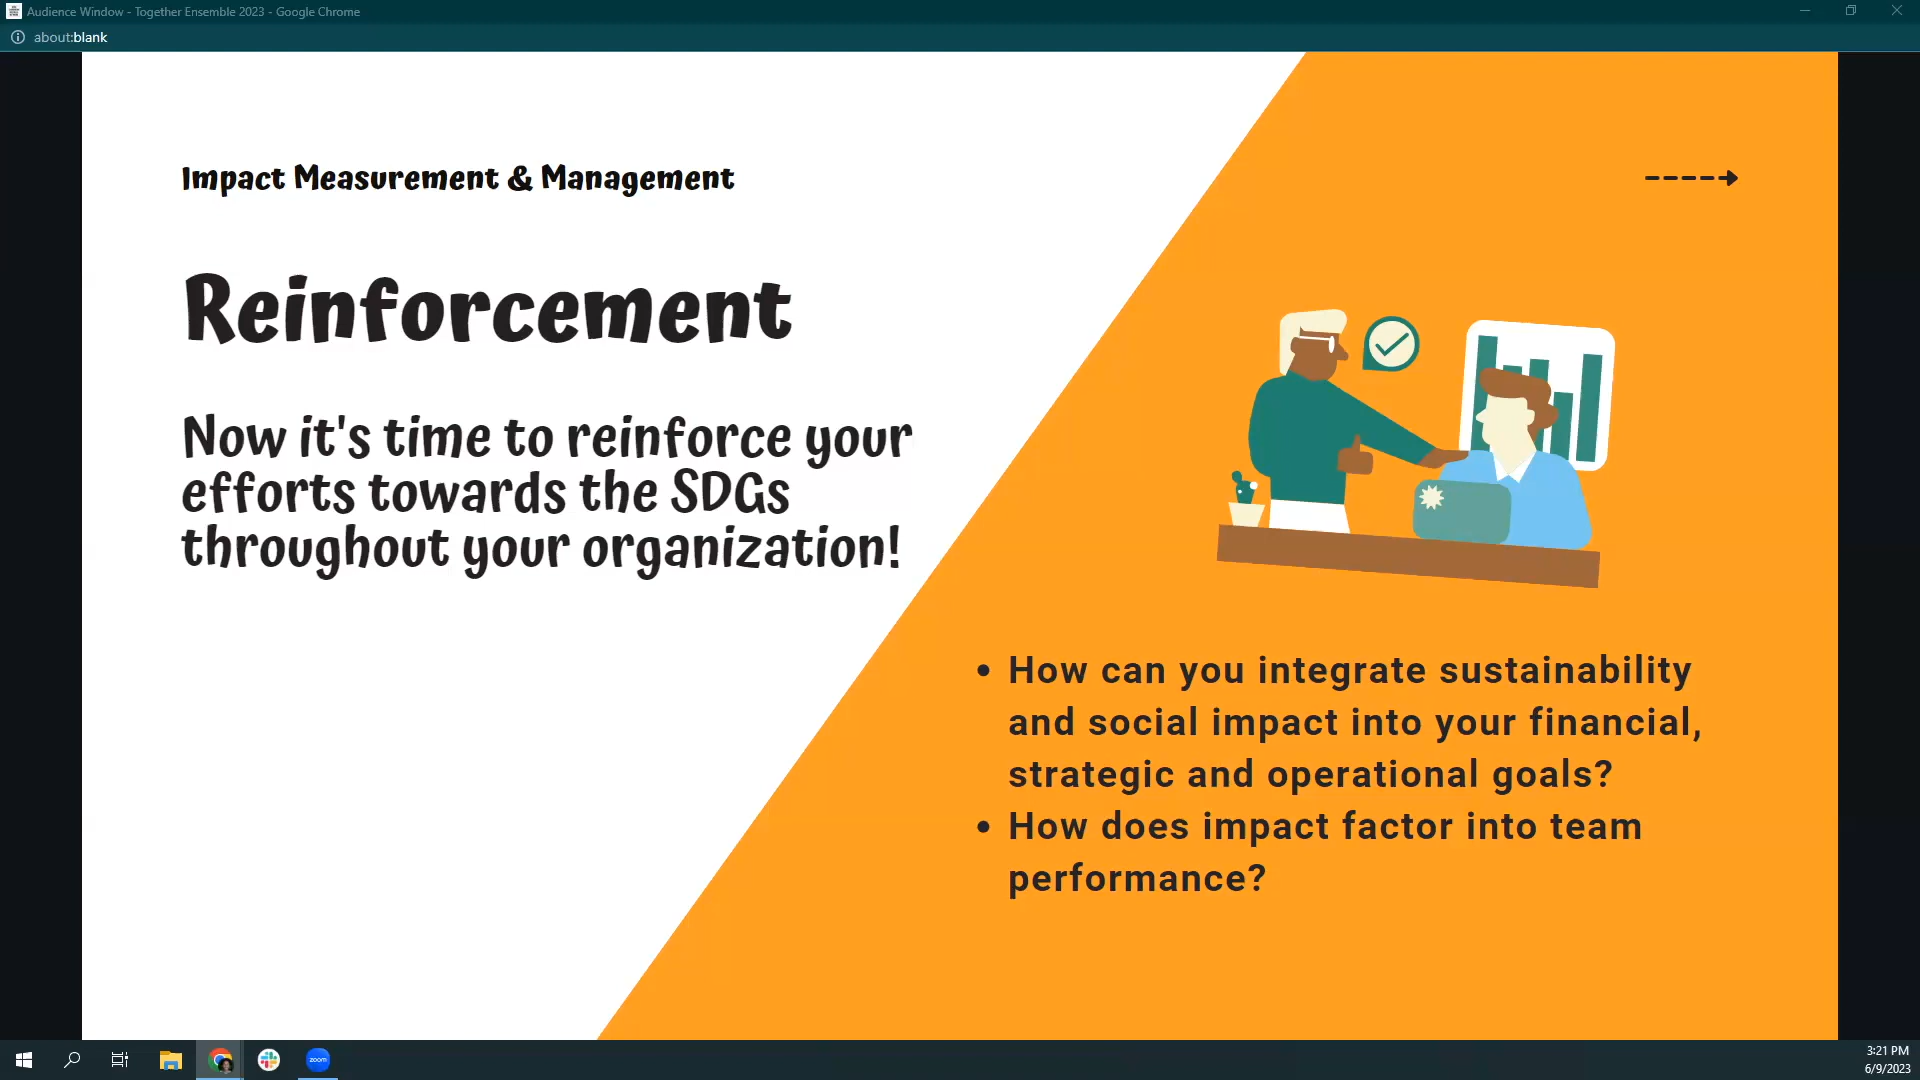 Audience Window - Together Ensemble 2023 - Google Chrome
about:blank
Impact Measurement & Management
Reinforcement
Now it's time to reinforce your
efforts towards the SDGs
throughout your organization!
• How can you integrate sustainability
and social impact into your financial,
strategic and operational goals?
• How does impact factor into team
performance?
zoom
3:21 PM
6/9/2023